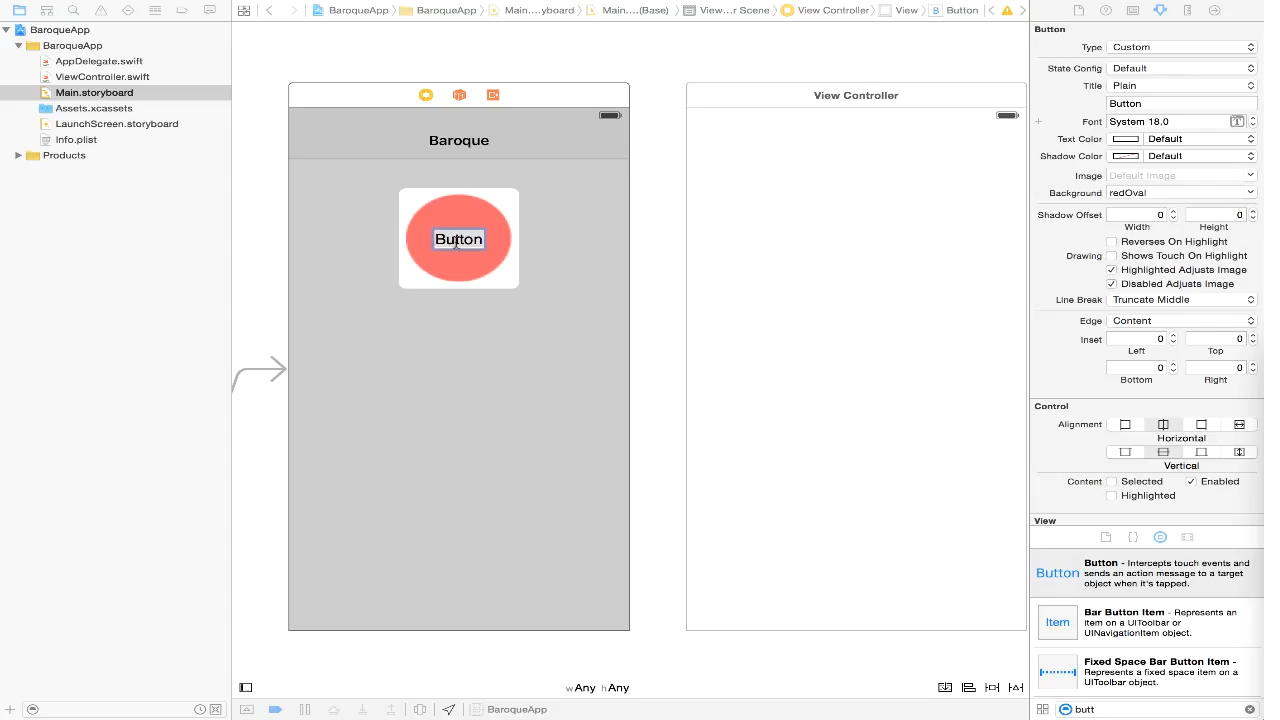 BaroqueApp
BaroqueApp
Main....yboard
Main....(Base)
View...r Scene
View Controller
View
B
Button
BaroqueApp
BaroqueApp
AppDelegate.swift
ViewController.swift
Main.storyboard
Assets.xcassets
LaunchScreen.storyboard
Info.plist
Products
Baroque
Button
View Controller
wAny hAny
BaroqueApp
Button
Type Custom
State Config Default
Title Plain
Button
Font System 18.0 T
Text Color Default
Shadow Color Default
Image Default Image
Background redOval
Shadow Offset 0 0
Width Height
Reverses On Highlight
Drawing Shows Touch On Highlight
Highlighted Adjusts Image
Disabled Adjusts Image
Line Break Truncate Middle
Edge Content
Inset 0 0
Left Top
0 0
Bottom Right
Control
Alignment
Horizontal
Vertical
Content Selected Enabled
Highlighted
View
Button
Button - Intercepts touch events and
sends an action message to a target
object when it's tapped.
Item
Bar Button Item - Represents an
item on a UIToolbar or
UINavigationItem object.
Fixed Space Bar Button Item -
Represents a fixed space item on a
UIToolbar object.
butt